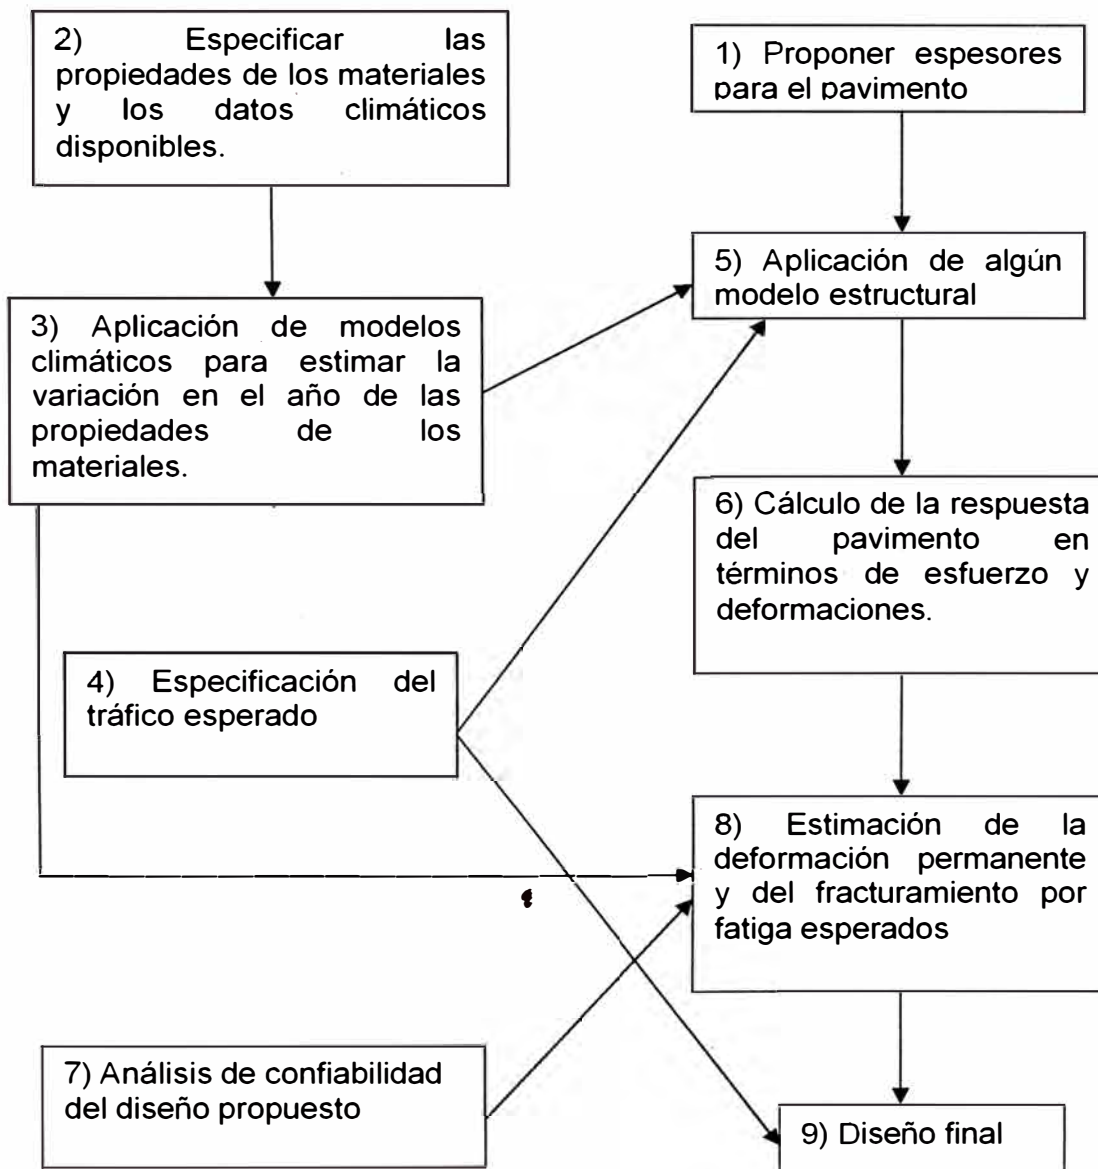 2) Especificar las
propiedades de los materiales
y los datos climáticos
disponibles.
1) Proponer espesores
para el pavimento
5) Aplicación de algún
modelo estructural
3) Aplicación de modelos
climáticos para estimar la
variación en el año de las
propiedades de los
materiales.
6) Cálculo de la respuesta
del pavimento en
términos de esfuerzo y
deformaciones.
4) Especificación del
tráfico esperado
8) Estimación de la
deformación permanente
y del fracturamiento por
fatiga esperados
7) Análisis de confiabilidad
del diseño propuesto
9) Diseño final